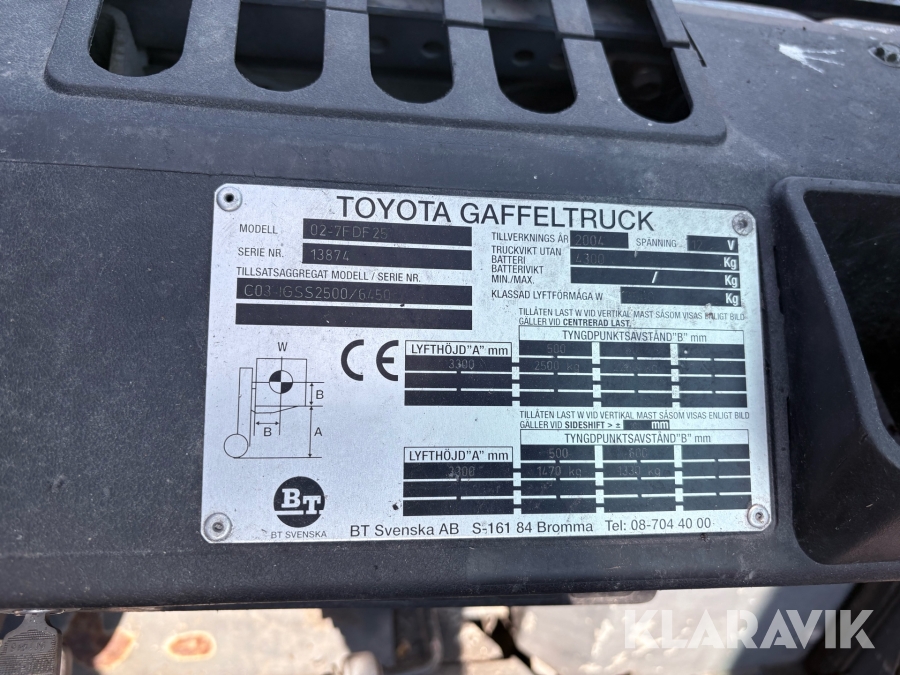 TOYOTA GAFFELTRUCK
MODELL 02-7FDF25
SERIE NR. 13874
TILLSATSAGGREGAT MODELL / SERIE NR.
TILLVERKNINGS ÅR 2004 SPÄNNING V
TRUCKVIKT UTAN
BATTERI 4300 Kg
BATTERIVIKT
MIN./MAX. / Kg
KLASSAD LYFTFÖRMÅGA W Kg
TILLÅTEN LAST W VID VERTIKAL MAST SÅSOM VISAS ENLIGT BILD
GÄLLER VID CENTRERAD LAST.
TYNGDPUNKTSAVSTÅND "B" mm
LYFTHÖJD "A" mm 500
3300 2500 kg
TILLÅTEN LAST W VID VERTIKAL MAST SÅSOM VISAS ENLIGT BILD
GÄLLER VID SIDESHIFT > ± mm
TYNGDPUNKTSAVSTÅND "B" mm
LYFTHÖJD "A" mm 500 600
3300 1470 kg 1330 kg
W
B
B
A
CE
BT
BT SVENSKA
BT Svenska AB S-161 84 Bromma Tel: 08-704 40 00
KLARAVIK